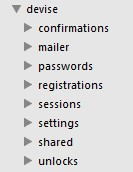 devise
confirmations
mailer
passwords
registrations
sessions
settings
shared
unlocks